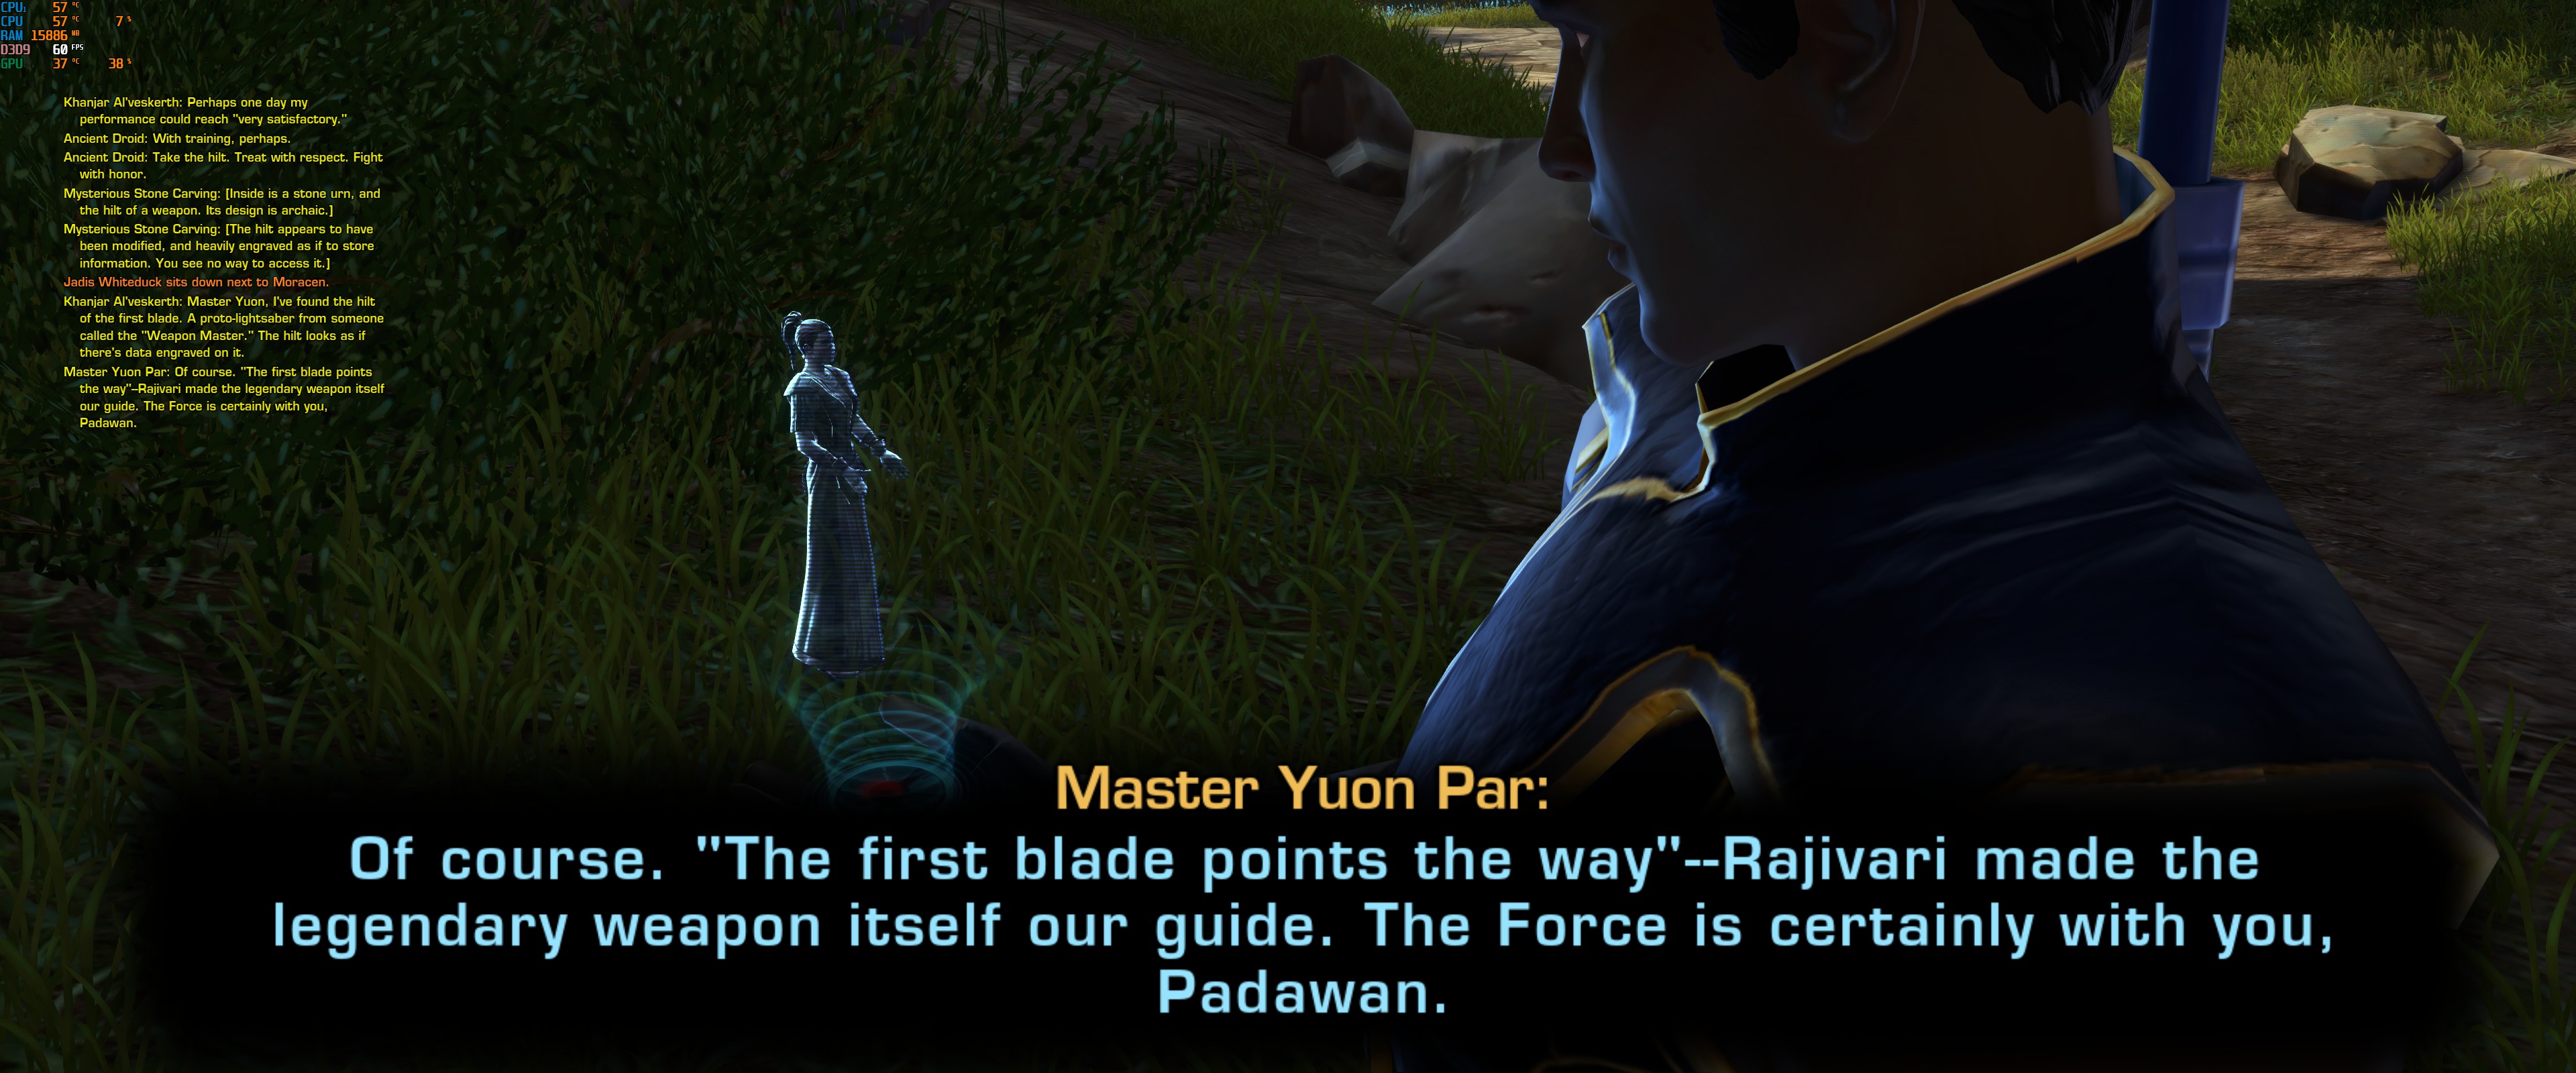 CPU: 57 °C
CPU 57 °C 7 %
RAM 15886 MB
D3D9 60 FPS
GPU 37 °C 38 %
Khanjar Al'veskerth: Perhaps one day my
performance could reach "very satisfactory."
Ancient Droid: With training, perhaps.
Ancient Droid: Take the hilt. Treat with respect. Fight
with honor.
Mysterious Stone Carving: [Inside is a stone urn, and
the hilt of a weapon. Its design is archaic.]
Mysterious Stone Carving: [The hilt appears to have
been modified, and heavily engraved as if to store
information. You see no way to access it.]
Jadis Whiteduck sits down next to Moracen.
Khanjar Al'veskerth: Master Yuon, I've found the hilt
of the first blade. A proto-lightsaber from someone
called the "Weapon Master." The hilt looks as if
there's data engraved on it.
Master Yuon Par: Of course. "The first blade points
the way"--Rajivari made the legendary weapon itself
our guide. The Force is certainly with you,
Padawan.
Master Yuon Par:
Of course. "The first blade points the way"--Rajivari made the
legendary weapon itself our guide. The Force is certainly with you,
Padawan.